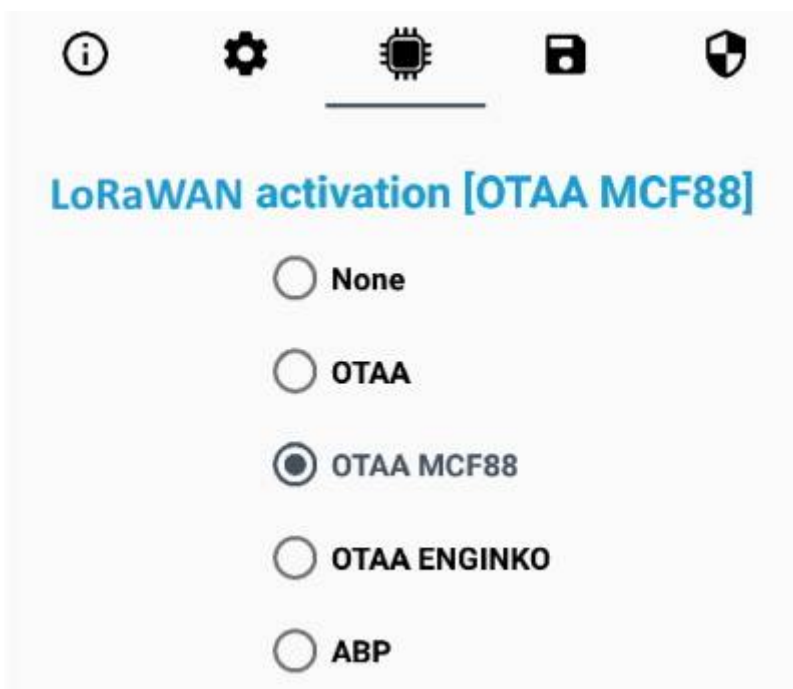 LoRaWAN activation [OTAA MCF88]
None
OTAA
OTAA MCF88
OTAA ENGINKO
ABP